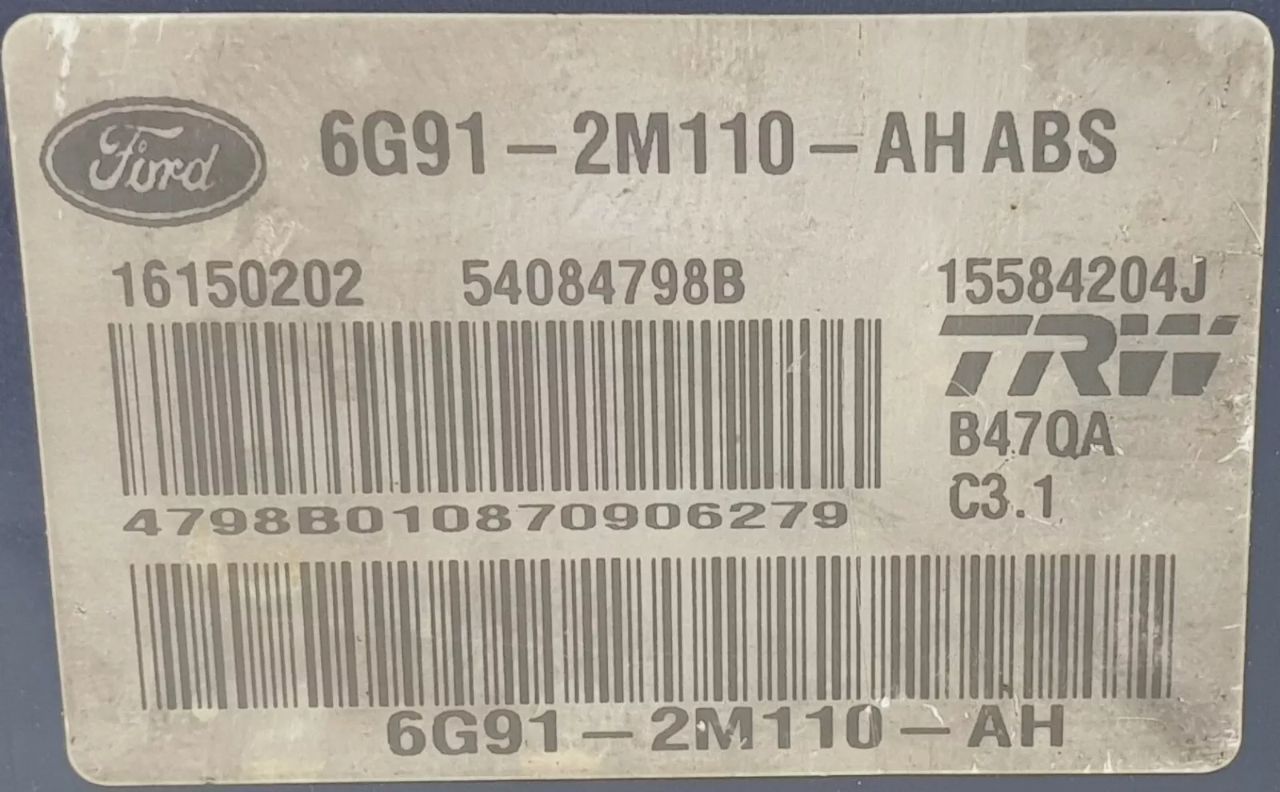 Ford 6G91-2M110-AH ABS
16150202 54084798B 15584204J
TRW
B47QA
C3.1
4798B010870906279
6G91-2M110-AH